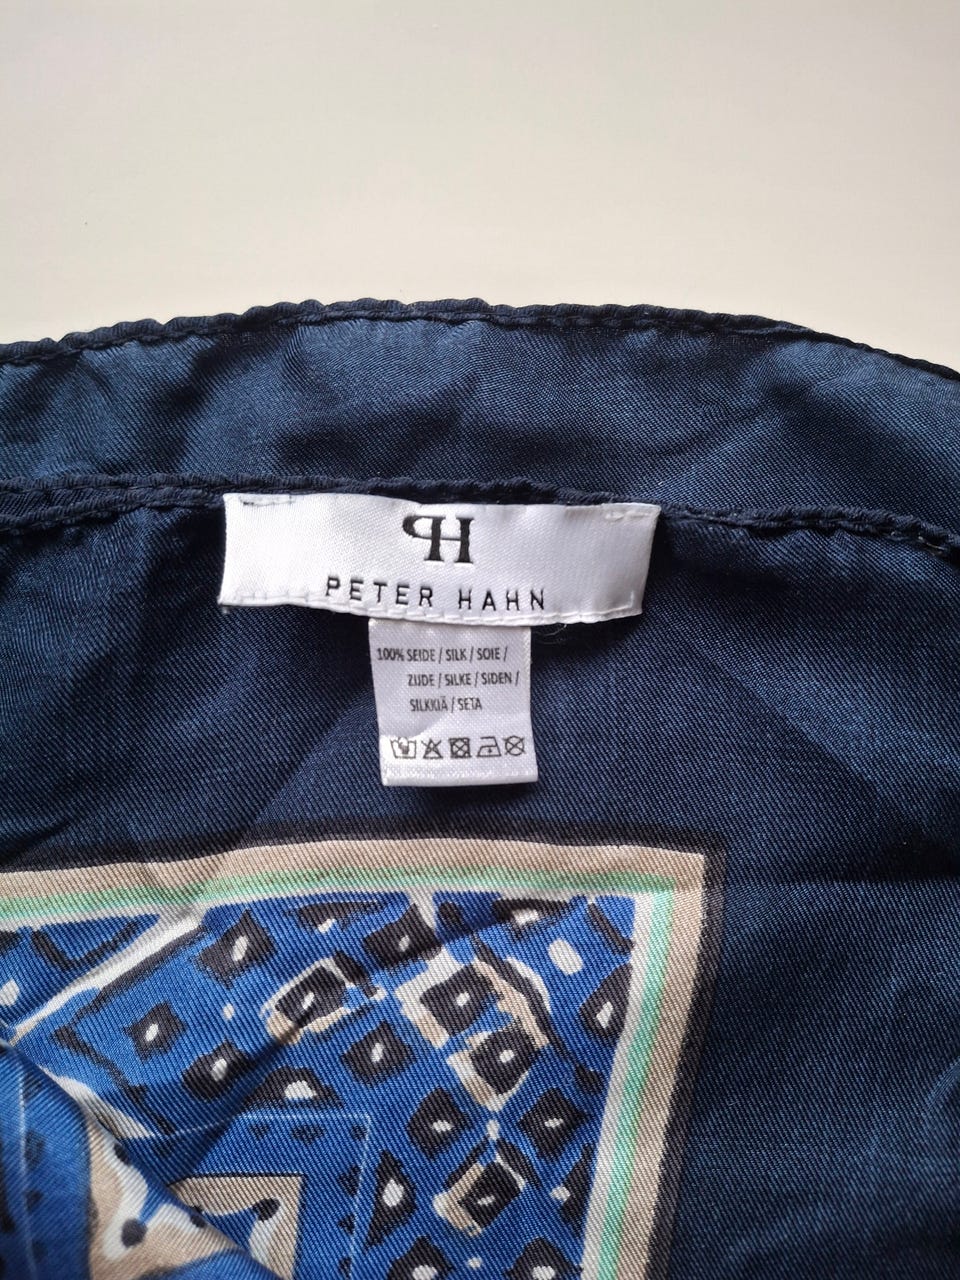 PH
PETER HAHN
100% SEIDE / SILK / SOIE /
ZIJDE / SILKE / SIDEN /
SILKKIÄ / SETA